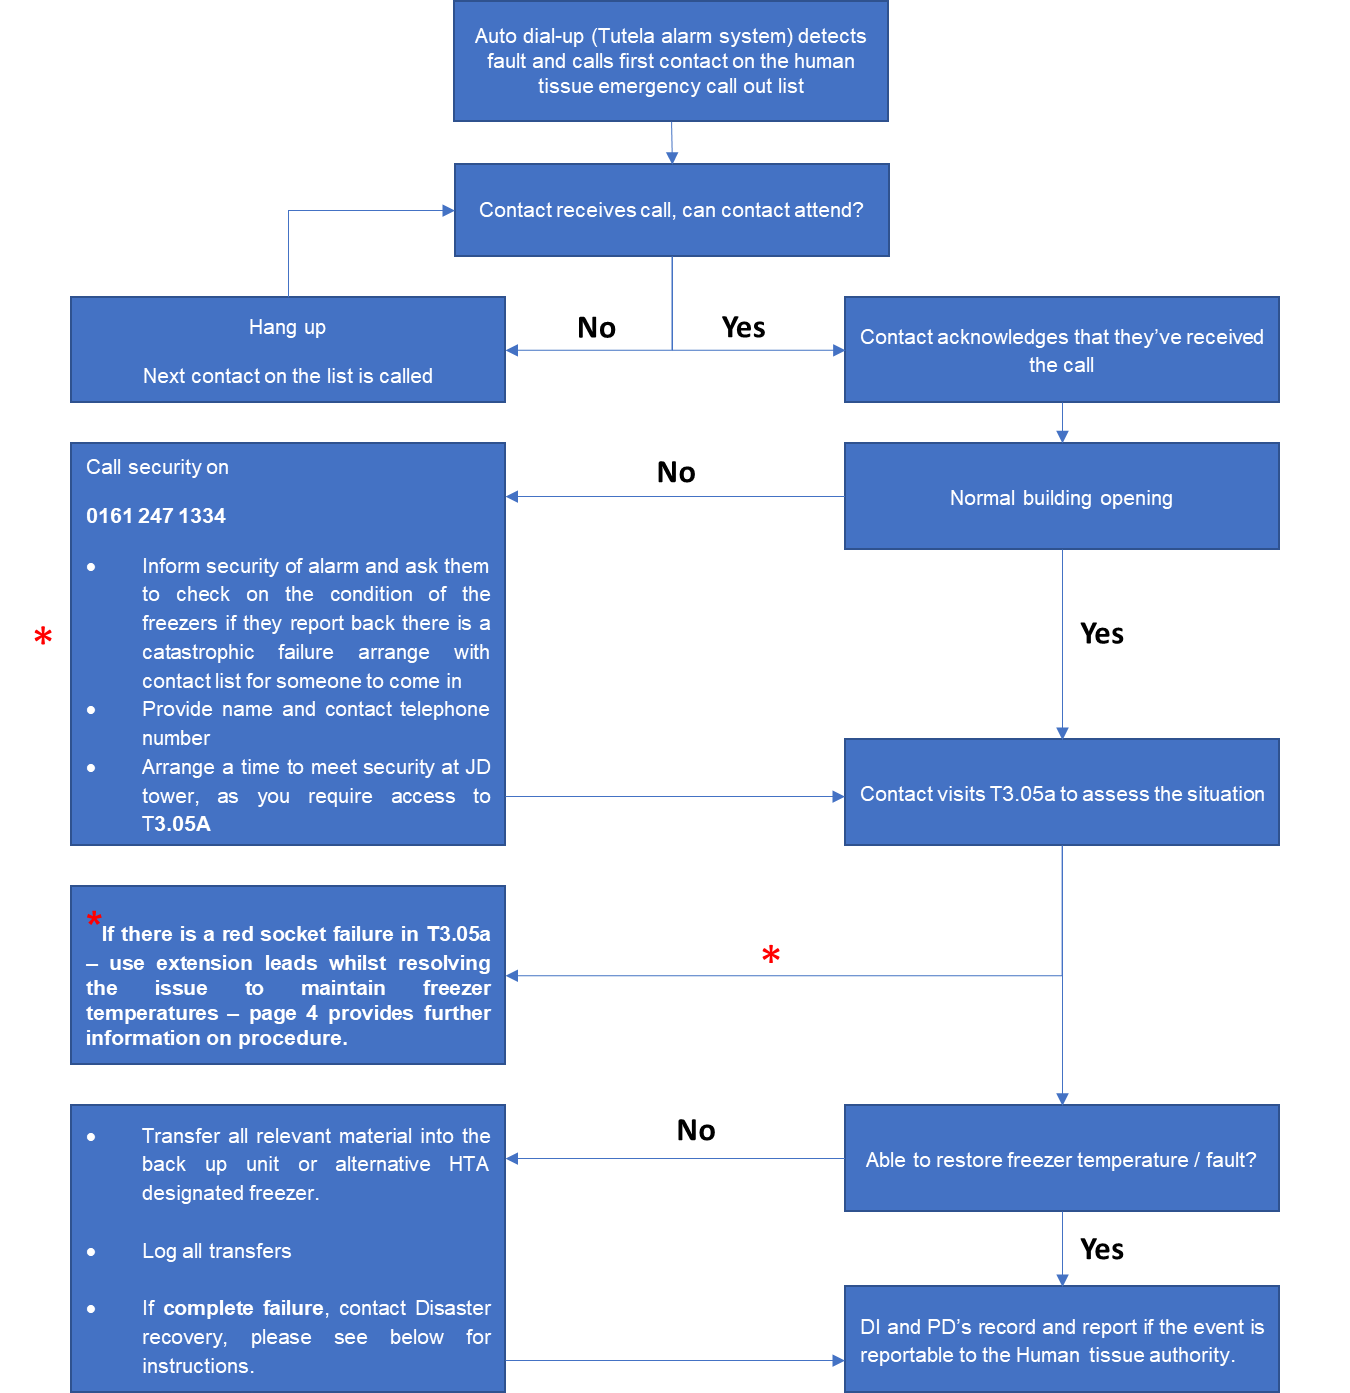 Auto dial-up (Tutela alarm system) detects
fault and calls first contact on the human
tissue emergency call out list
Contact receives call, can contact attend?
No
Yes
Hang up
Next contact on the list is called
Contact acknowledges that they've received
the call
Call security on
0161 247 1334
• Inform security of alarm and ask them
to check on the condition of the
freezers if they report back there is a
catastrophic failure arrange with
contact list for someone to come in
• Provide name and contact telephone
number
• Arrange a time to meet security at JD
tower, as you require access to
T3.05A
*
No
Normal building opening
Yes
Contact visits T3.05a to assess the situation
*
*If there is a red socket failure in T3.05a
– use extension leads whilst resolving
the issue to maintain freezer
temperatures – page 4 provides further
information on procedure.
• Transfer all relevant material into the
back up unit or alternative HTA
designated freezer.
• Log all transfers
• If complete failure, contact Disaster
recovery, please see below for
instructions.
No
Able to restore freezer temperature / fault?
Yes
DI and PD's record and report if the event is
reportable to the Human tissue authority.